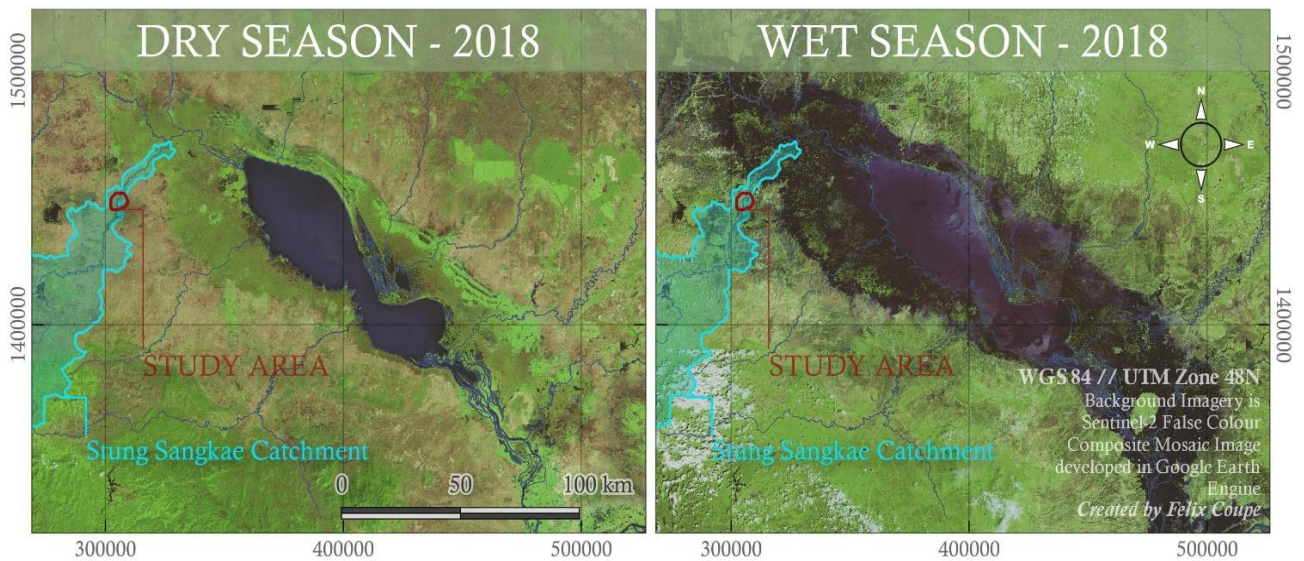 DRY SEASON - 2018
WET SEASON - 2018
1500000
1400000
STUDY AREA
Stung Sangkae Catchment
0 50 100 km
300000 400000 500000
N
W E
S
1500000
1400000
STUDY AREA
Stung Sangkae Catchment
WGS 84 // UTM Zone 48N
Background Imagery is
Sentinel-2 False Colour
Composite Mosaic Image
developed in Google Earth
Engine
Created by Felix Coupe
300000 400000 500000